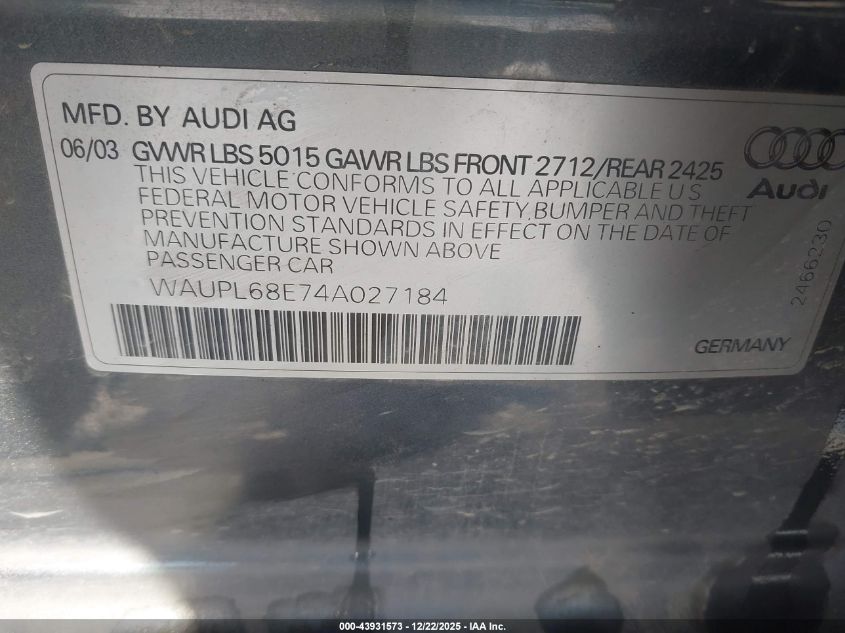 MFD. BY AUDI AG
06/03 GVWR LBS 5015 GAWR LBS FRONT 2712/REAR 2425
THIS VEHICLE CONFORMS TO ALL APPLICABLE U S
FEDERAL MOTOR VEHICLE SAFETY, BUMPER AND THEFT
PREVENTION STANDARDS IN EFFECT ON THE DATE OF
MANUFACTURE SHOWN ABOVE
PASSENGER CAR
WAUPL68E74A027184
Audi
2466230
GERMANY
000-43931573 - 12/22/2025 - IAA Inc.